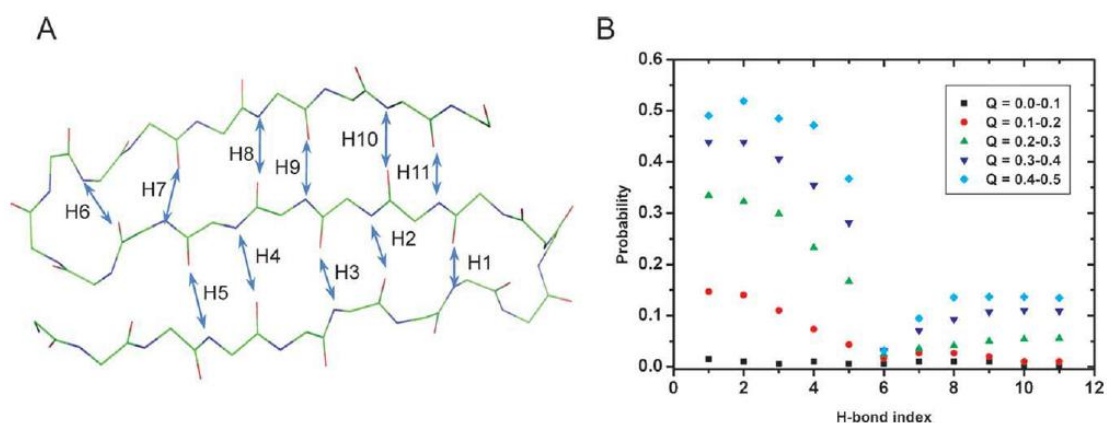 A
H8
H9
H10
H11
H7
H6
H5
H4
H3
H2
H1
B
0.6
0.5
0.4
0.3
0.2
0.1
0.0
Probability
Q = 0.0-0.1
Q = 0.1-0.2
Q = 0.2-0.3
Q = 0.3-0.4
Q = 0.4-0.5
0 2 4 6 8 10 12
H-bond index